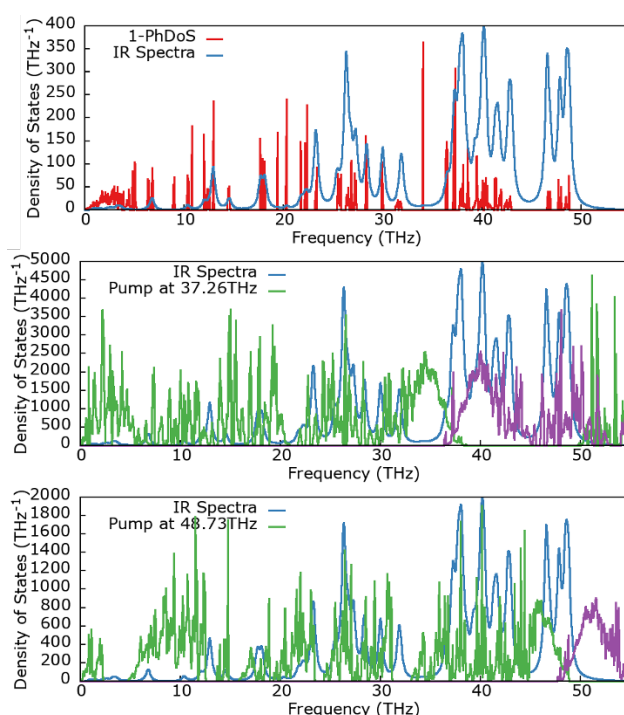 400
350
300
250
200
150
100
50
0
Density of States (THz⁻¹)
1-PhDoS
IR Spectra
0 10 20 30 40 50
Frequency (THz)
5000
4500
4000
3500
3000
2500
2000
1500
1000
500
0
Density of States (THz⁻¹)
IR Spectra
Pump at 37.26THz
0 10 20 30 40 50
Frequency (THz)
2000
1800
1600
1400
1200
1000
800
600
400
200
0
Density of States (THz⁻¹)
IR Spectra
Pump at 48.73THz
0 10 20 30 40 50
Frequency (THz)